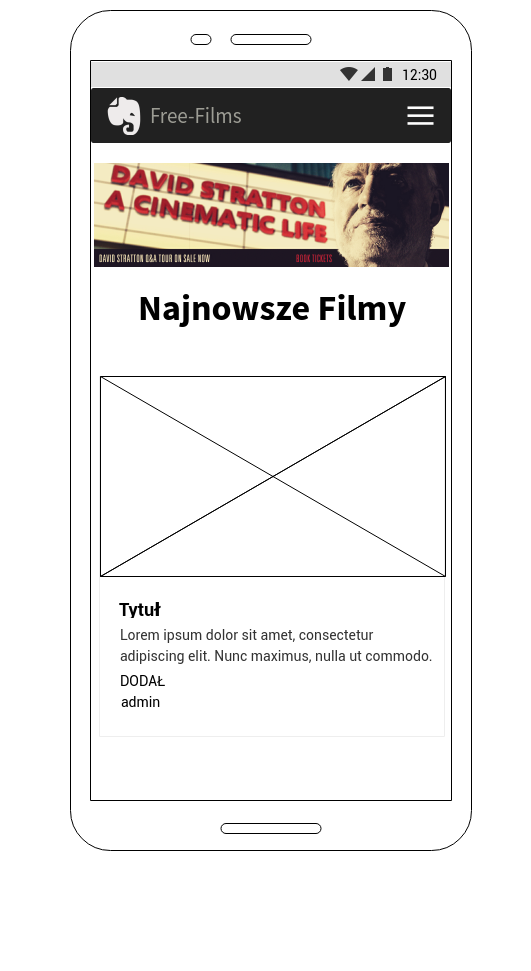 12:30
Free-Films
DAVID STRATTON
A CINEMATIC LIFE
DAVID STRATTON Q&A TOUR ON SALE NOW BOOK TICKETS
Najnowsze Filmy
Tytuł
Lorem ipsum dolor sit amet, consectetur
adipiscing elit. Nunc maximus, nulla ut commodo.
DODAŁ
admin